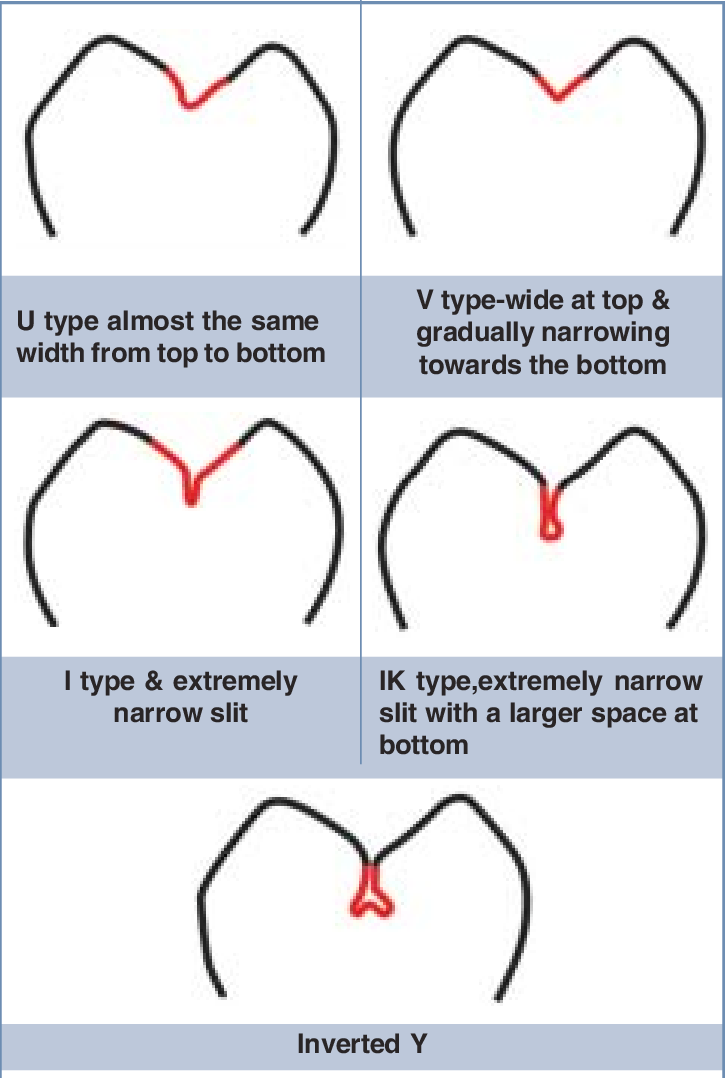 U type almost the same
width from top to bottom
V type-wide at top &
gradually narrowing
towards the bottom
I type & extremely
narrow slit
IK type,extremely narrow
slit with a larger space at
bottom
Inverted Y